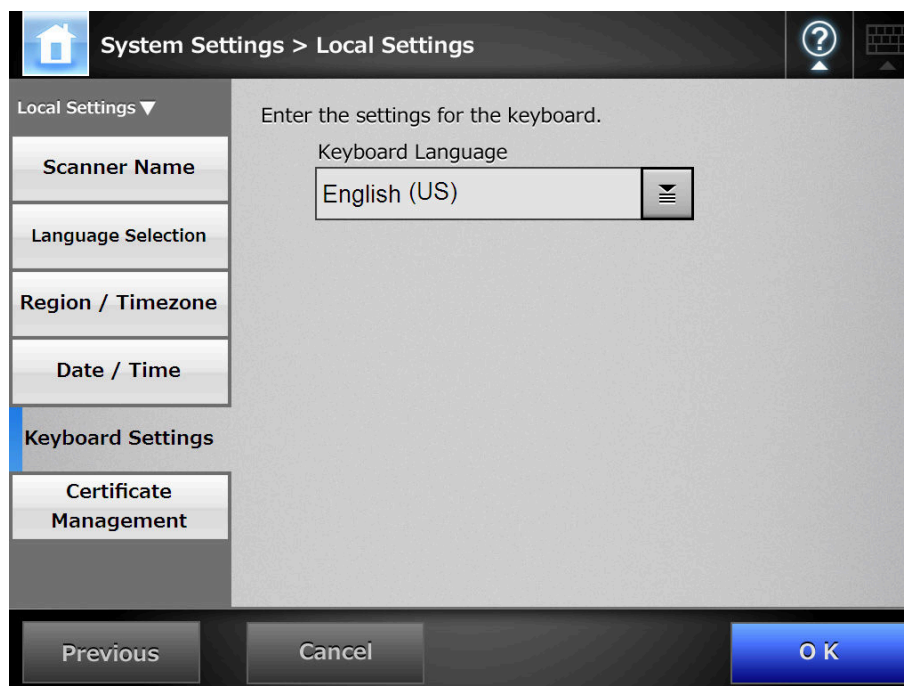 System Settings > Local Settings
?
Local Settings ▼
Scanner Name
Language Selection
Region / Timezone
Date / Time
Keyboard Settings
Certificate
Management
Enter the settings for the keyboard.
Keyboard Language
English (US)
Previous
Cancel
OK